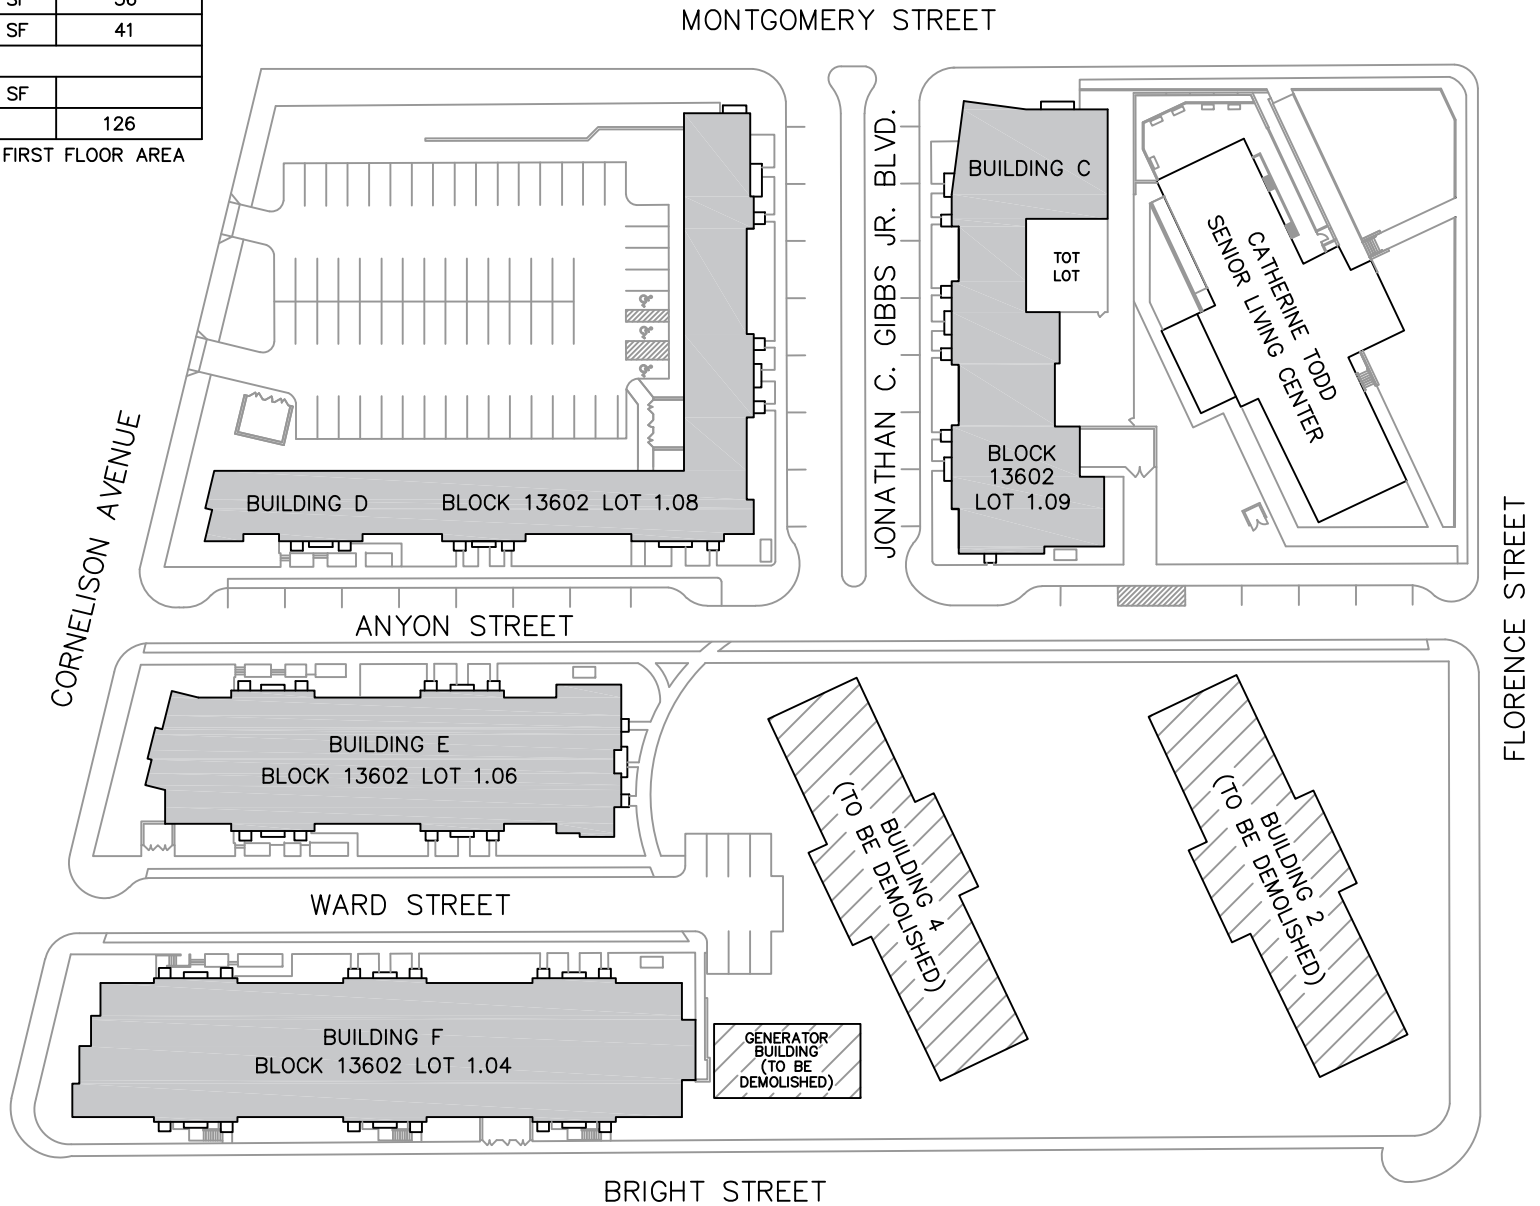 MONTGOMERY STREET
SF 41
SF
126
FIRST FLOOR AREA
JONATHAN C. GIBBS JR. BLVD.
BUILDING C
TOT
LOT
CATHERINE TODD
SENIOR LIVING CENTER
BLOCK
13602
LOT 1.09
BUILDING D
BLOCK 13602 LOT 1.08
CORNELISON AVENUE
FLORENCE STREET
ANYON STREET
BUILDING E
BLOCK 13602 LOT 1.06
BUILDING 4
(TO BE DEMOLISHED)
BUILDING 2
(TO BE DEMOLISHED)
WARD STREET
BUILDING F
BLOCK 13602 LOT 1.04
GENERATOR
BUILDING
(TO BE
DEMOLISHED)
BRIGHT STREET